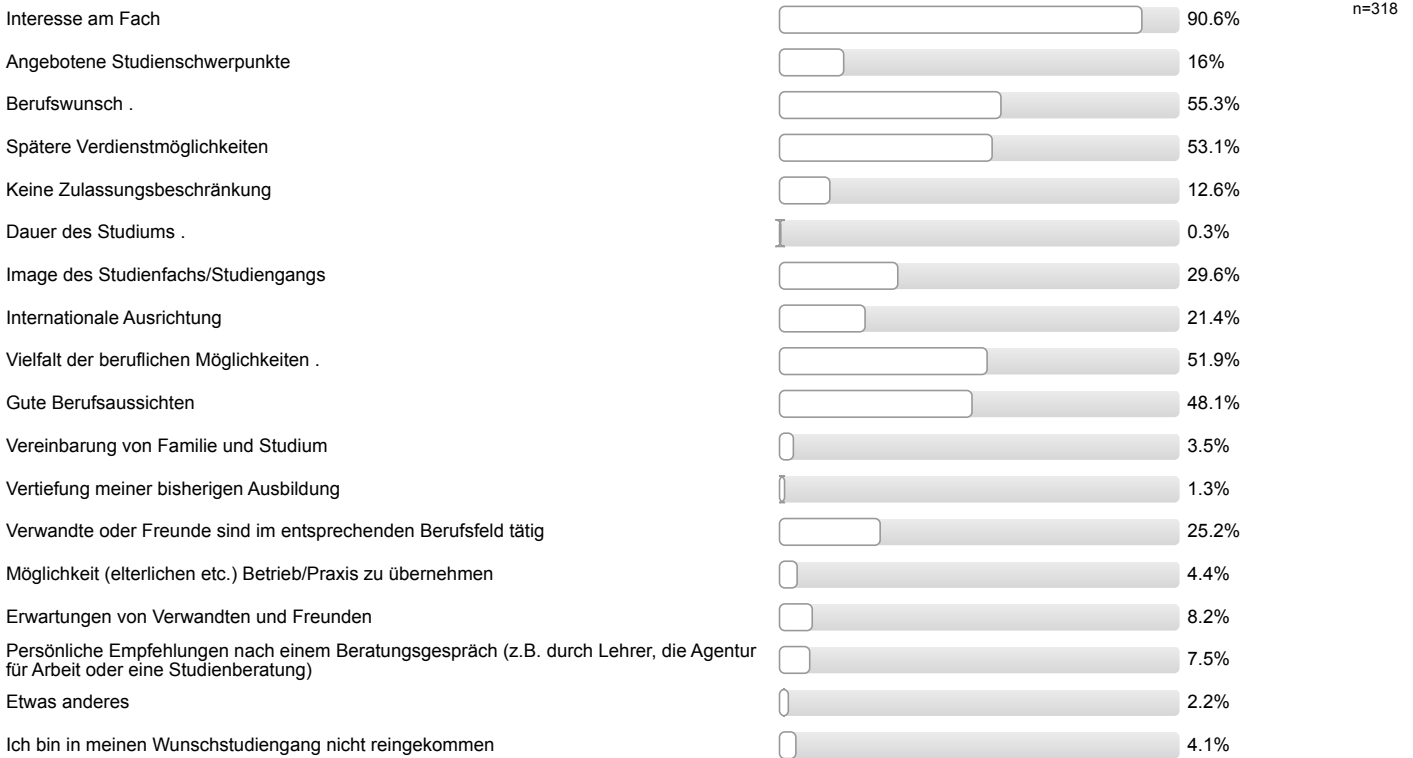 Interesse am Fach 90.6% n=318
Angebotene Studienschwerpunkte 16%
Berufswunsch . 55.3%
Spätere Verdienstmöglichkeiten 53.1%
Keine Zulassungsbeschränkung 12.6%
Dauer des Studiums . 0.3%
Image des Studienfachs/Studiengangs 29.6%
Internationale Ausrichtung 21.4%
Vielfalt der beruflichen Möglichkeiten . 51.9%
Gute Berufsaussichten 48.1%
Vereinbarung von Familie und Studium 3.5%
Vertiefung meiner bisherigen Ausbildung 1.3%
Verwandte oder Freunde sind im entsprechenden Berufsfeld tätig 25.2%
Möglichkeit (elterlichen etc.) Betrieb/Praxis zu übernehmen 4.4%
Erwartungen von Verwandten und Freunden 8.2%
Persönliche Empfehlungen nach einem Beratungsgespräch (z.B. durch Lehrer, die Agentur
für Arbeit oder eine Studienberatung) 7.5%
Etwas anderes 2.2%
Ich bin in meinen Wunschstudiengang nicht reingekommen 4.1%